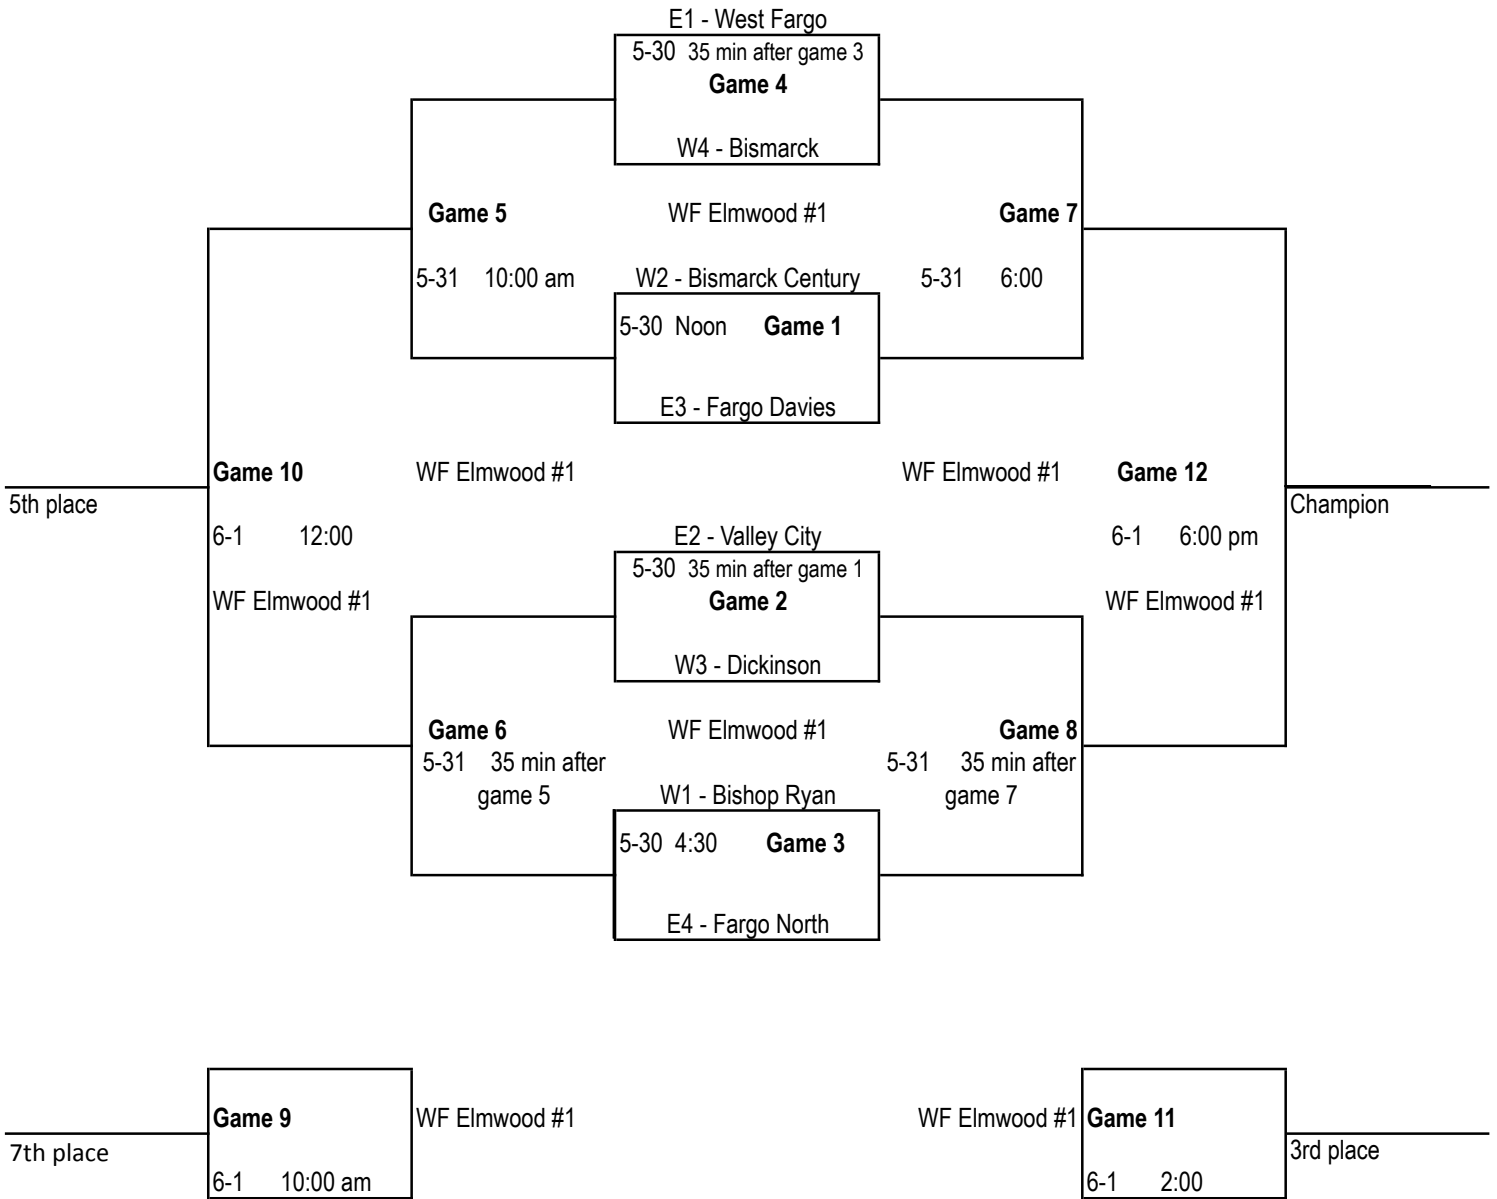 E1 - West Fargo
5-30 35 min after game 3
Game 4
W4 - Bismarck
Game 5 WF Elmwood #1 Game 7
5-31 10:00 am W2 - Bismarck Century 5-31 6:00
5-30 Noon Game 1
E3 - Fargo Davies
Game 10 WF Elmwood #1 WF Elmwood #1 Game 12
5th place Champion
6-1 12:00 E2 - Valley City 6-1 6:00 pm
5-30 35 min after game 1
WF Elmwood #1 Game 2 WF Elmwood #1
W3 - Dickinson
Game 6 WF Elmwood #1 Game 8
5-31 35 min after 5-31 35 min after
game 5 W1 - Bishop Ryan game 7
5-30 4:30 Game 3
E4 - Fargo North
Game 9 WF Elmwood #1 WF Elmwood #1 Game 11
7th place 3rd place
6-1 10:00 am 6-1 2:00